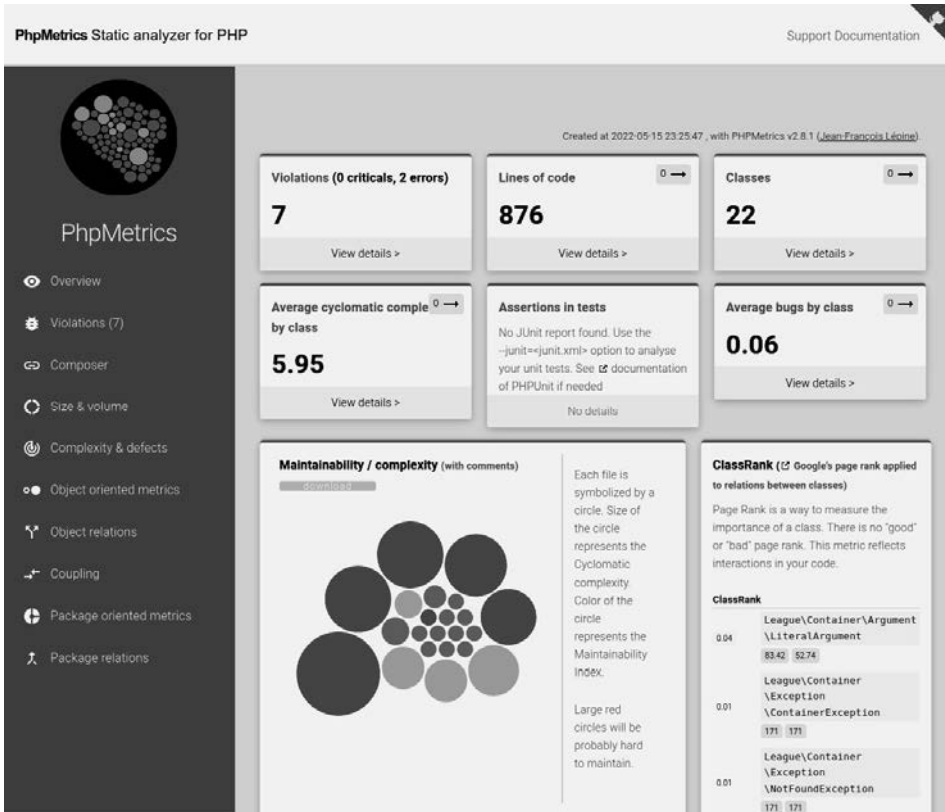 PhpMetrics Static analyzer for PHP
Support Documentation
PhpMetrics
Overview
Violations (7)
Composer
Size & volume
Complexity & defects
Object oriented metrics
Object relations
Coupling
Package oriented metrics
Package relations
Created at 2022-05-15 23:25:47 , with PHPMetrics v2.8.1 (Jean-François Lépine).
Violations (0 criticals, 2 errors)
7
View details >
Lines of code
0
876
View details >
Classes
0
22
View details >
Average cyclomatic comple
0
by class
5.95
View details >
Assertions in tests
No JUnit report found. Use the
--junit=<junit.xml> option to analyse
your unit tests. See documentation
of PHPUnit if needed
No details
Average bugs by class
0
0.06
View details >
Maintainability / complexity (with comments)
download
Each file is
symbolized by a
circle. Size of
the circle
represents the
Cyclomatic
complexity.
Color of the
circle
represents the
Maintainability
Index.
Large red
circles will be
probably hard
to maintain.
ClassRank (Google's page rank applied
to relations between classes)
Page Rank is a way to measure the
importance of a class. There is no "good"
or "bad" page rank. This metric reflects
interactions in your code.
ClassRank
0.04
League\Container\Argument
\LiteralArgument
83.42 52.74
0.01
League\Container
\Exception
\ContainerException
171 171
0.01
League\Container
\Exception
\NotFoundException
171 171